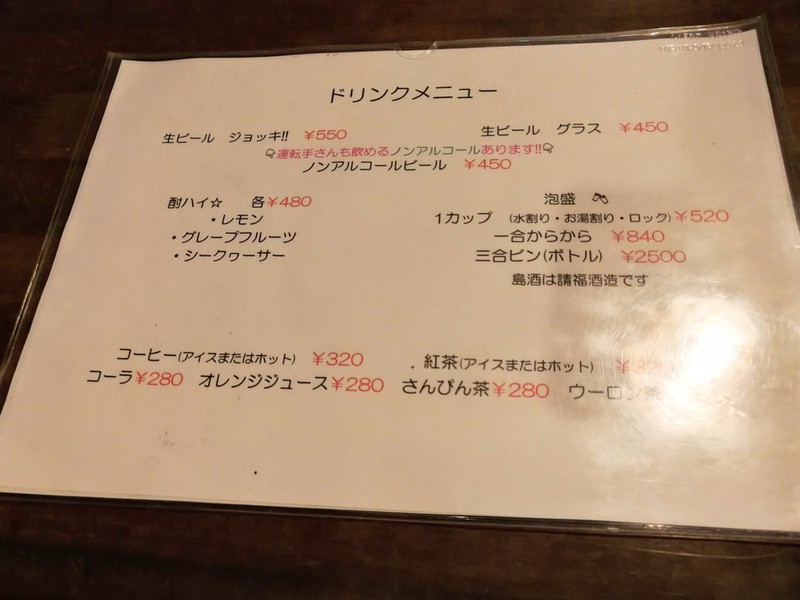 ドリンクメニュー
生ビール ジョッキ!! ¥550 生ビール グラス ¥450
運転手さんも飲めるノンアルコールあります!!
ノンアルコールビール ¥450
酎ハイ☆ 各¥480
・レモン
・グレープフルーツ
・シークヮーサー
泡盛
1カップ (水割り・お湯割り・ロック)¥520
一合からから ¥840
三合ビン(ボトル) ¥2500
島酒は請福酒造です
コーヒー(アイスまたはホット) ¥320 . 紅茶(アイスまたはホット)
コーラ¥280 オレンジジュース¥280 さんぴん茶¥280 ウーロン茶